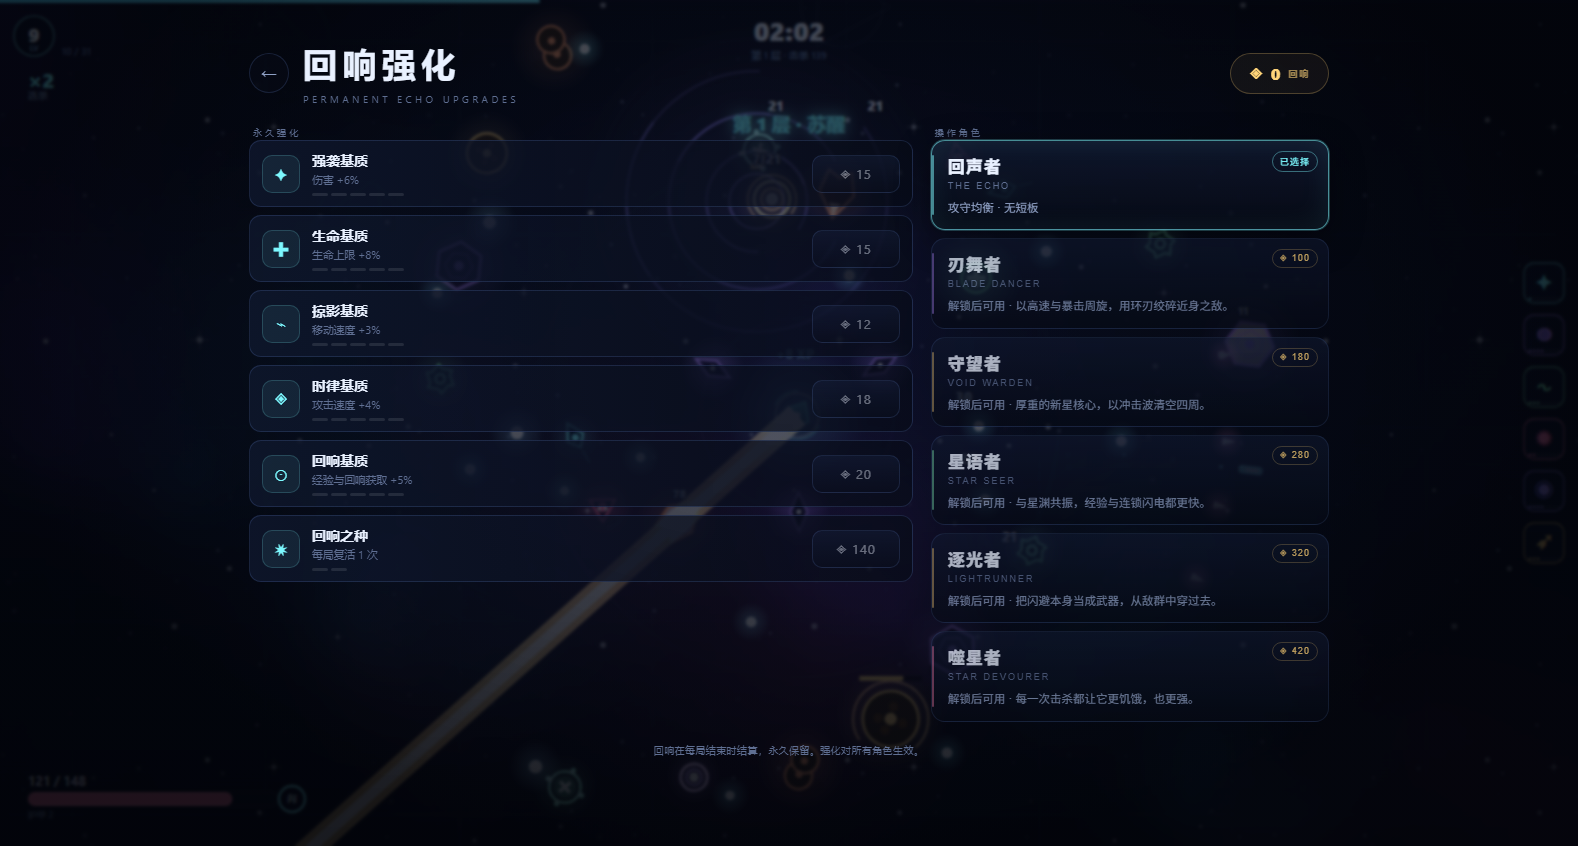 9
×2
02:02
←
回响强化
PERMANENT ECHO UPGRADES
◈ 0 回响
21
21
第 1 层 · 苏醒
永久强化
强袭基质
伤害 +6%
◈ 15
生命基质
生命上限 +8%
◈ 15
掠影基质
移动速度 +3%
◈ 12
时律基质
攻击速度 +4%
◈ 18
回响基质
经验与回响获取 +5%
◈ 20
回响之种
每局复活 1 次
◈ 140
操作角色
回声者
已选择
THE ECHO
攻守均衡 · 无短板
刃舞者
◈ 100
BLADE DANCER
解锁后可用 · 以高速与暴击周旋，用环刃绞碎近身之敌。
守望者
◈ 180
VOID WARDEN
解锁后可用 · 厚重的新星核心，以冲击波清空四周。
星语者
◈ 280
STAR SEER
解锁后可用 · 与星渊共振，经验与连锁闪电都更快。
逐光者
◈ 320
LIGHTRUNNER
解锁后可用 · 把闪避本身当成武器，从敌群中穿过去。
噬星者
◈ 420
STAR DEVOURER
解锁后可用 · 每一次击杀都让它更饥饿，也更强。
回响在每局结束时结算，永久保留。强化对所有角色生效。
121 / 148